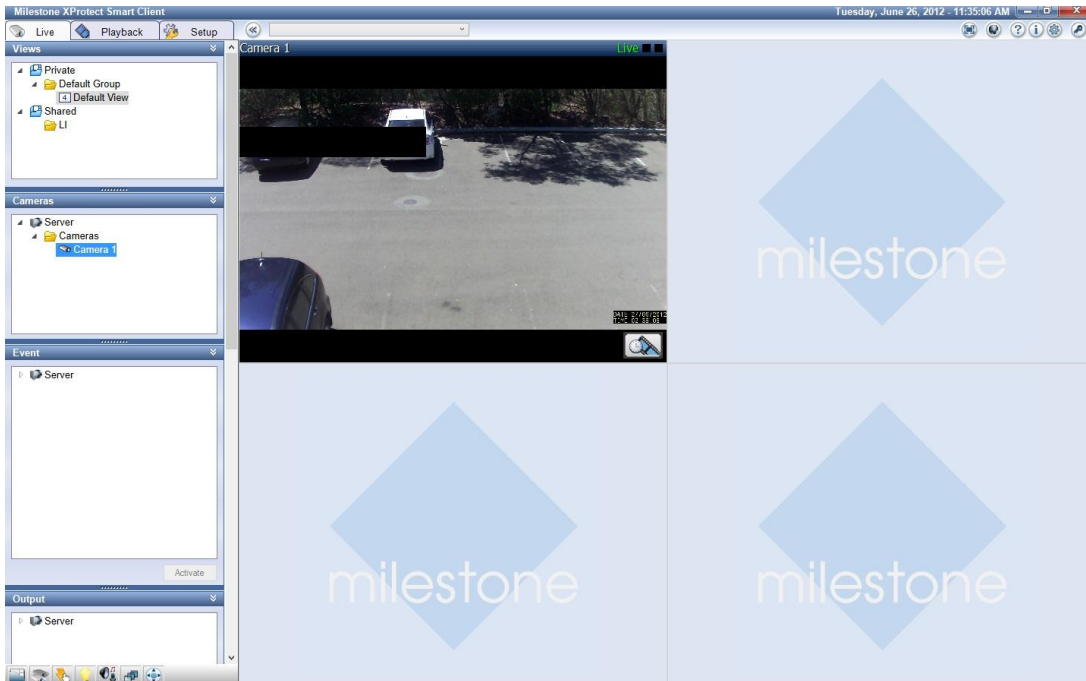 Milestone XProtect Smart Client
Tuesday, June 26, 2012 - 11:35:06 AM
Live
Playback
Setup
Views
Private
Default Group
4 Default View
Shared
LI
Cameras
Server
Cameras
Camera 1
Event
Server
Activate
Output
Server
Camera 1
Live
milestone
milestone
milestone